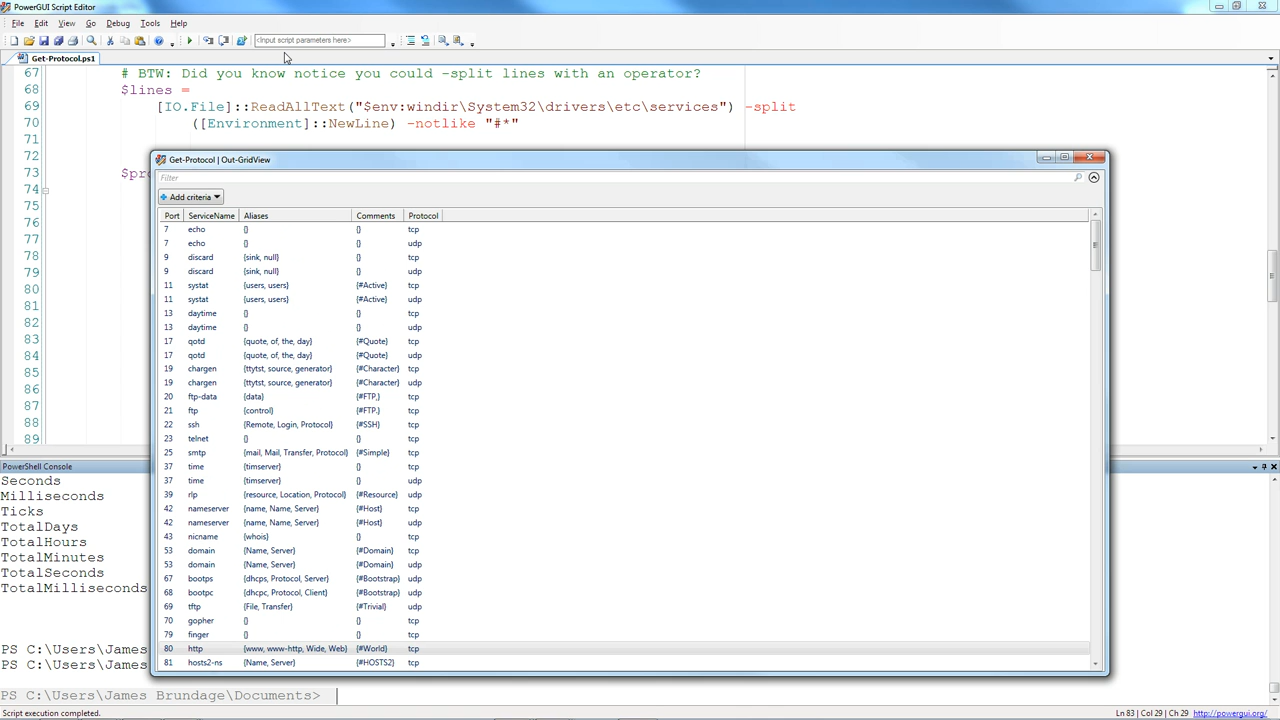 PowerGUI Script Editor
File Edit View Go Debug Tools Help
<Input script parameters here>
Get-Protocol.ps1
67 # BTW: Did you know notice you could -split lines with an operator?
68 $lines =
69 [IO.File]::ReadAllText("$env:windir\System32\drivers\etc\services") -split
70 ([Environment]::NewLine) -notlike "#*"
71
72
73 $pro
74
75
76
77
78
79
80
81
82
83
84
85
86
87
88
89
Get-Protocol | Out-GridView
Filter
Add criteria
Port ServiceName Aliases Comments Protocol
7 echo {} {} tcp
7 echo {} {} udp
9 discard {sink, null} {} tcp
9 discard {sink, null} {} udp
11 systat {users, users} {#Active} tcp
11 systat {users, users} {#Active} udp
13 daytime {} {} tcp
13 daytime {} {} udp
17 qotd {quote, of, the, day} {#Quote} tcp
17 qotd {quote, of, the, day} {#Quote} udp
19 chargen {ttytst, source, generator} {#Character} tcp
19 chargen {ttytst, source, generator} {#Character} udp
20 ftp-data {data} {#FTP,} tcp
21 ftp {control} {#FTP.} tcp
22 ssh {Remote, Login, Protocol} {#SSH} tcp
23 telnet {} {} tcp
25 smtp {mail, Mail, Transfer, Protocol} {#Simple} tcp
37 time {timserver} {} tcp
37 time {timserver} {} udp
39 rlp {resource, Location, Protocol} {#Resource} udp
42 nameserver {name, Name, Server} {#Host} tcp
42 nameserver {name, Name, Server} {#Host} udp
43 nicname {whois} {} tcp
53 domain {Name, Server} {#Domain} tcp
53 domain {Name, Server} {#Domain} udp
67 bootps {dhcps, Protocol, Server} {#Bootstrap} udp
68 bootpc {dhcpc, Protocol, Client} {#Bootstrap} udp
69 tftp {File, Transfer} {#Trivial} udp
70 gopher {} {} tcp
79 finger {} {} tcp
80 http {www, www-http, Wide, Web} {#World} tcp
81 hosts2-ns {Name, Server} {#HOSTS2} tcp
PowerShell Console
Seconds
Milliseconds
Ticks
TotalDays
TotalHours
TotalMinutes
TotalSeconds
TotalMilliseconds
PS C:\Users\James
PS C:\Users\James
PS C:\Users\James Brundage\Documents>
Script execution completed.
Ln 83 | Col 29 | Ch 29 http://powergui.org/